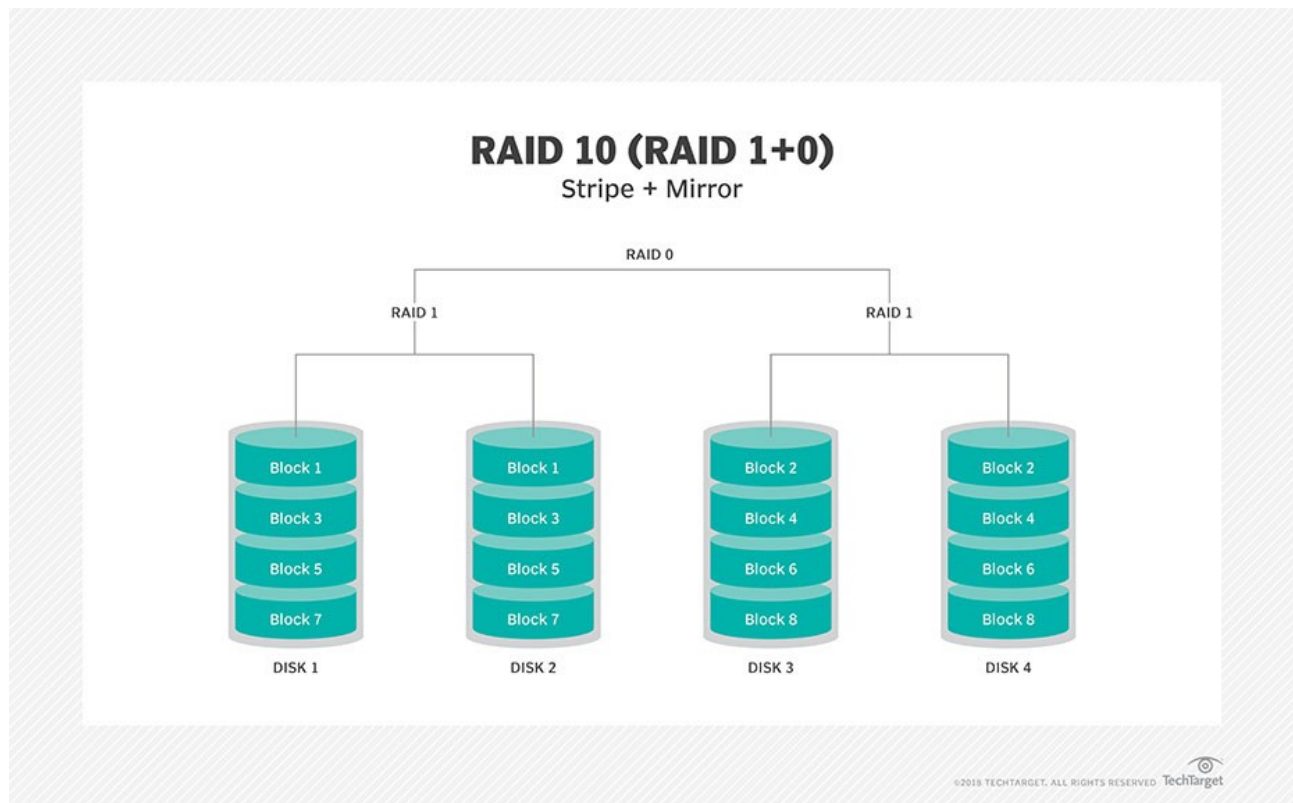 RAID 10 (RAID 1+0)
Stripe + Mirror
RAID 0
RAID 1
RAID 1
Block 1
Block 3
Block 5
Block 7
DISK 1
Block 1
Block 3
Block 5
Block 7
DISK 2
Block 2
Block 4
Block 6
Block 8
DISK 3
Block 2
Block 4
Block 6
Block 8
DISK 4
©2018 TECHTARGET. ALL RIGHTS RESERVED TechTarget